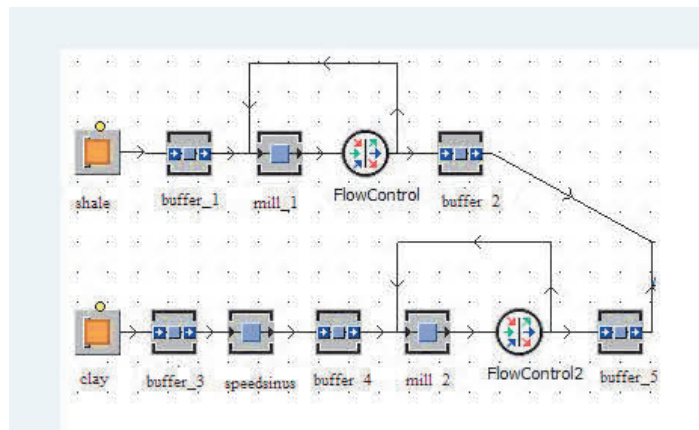 shale
buffer_1
mill_1
FlowControl
buffer 2
clay
buffer_3
speedsinus
buffer 4
mill 2
FlowControl2
buffer_5